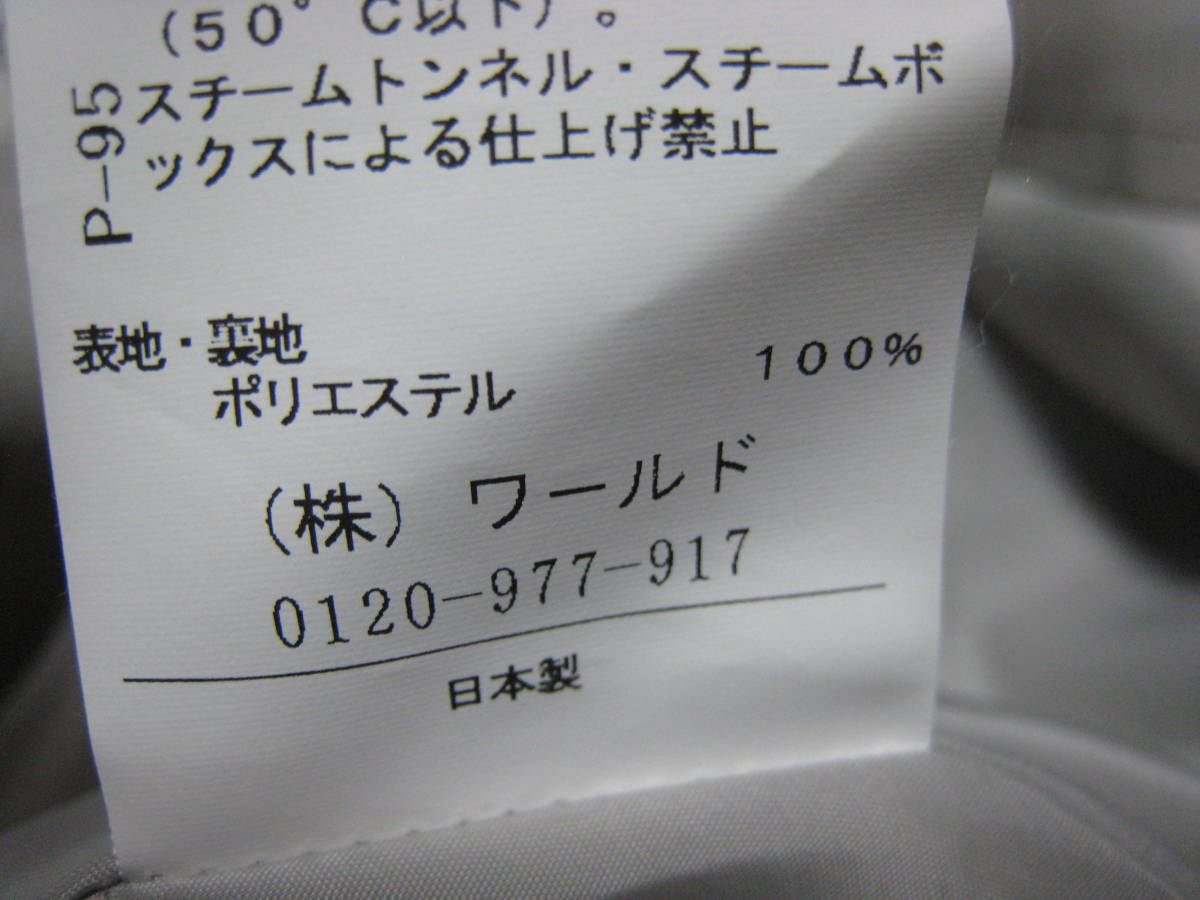 (50°C以下)。
スチームトンネル・スチームボ
ックスによる仕上げ禁止
P-95
表地・裏地
ポリエステル 100%
(株) ワールド
0120-977-917
日本製